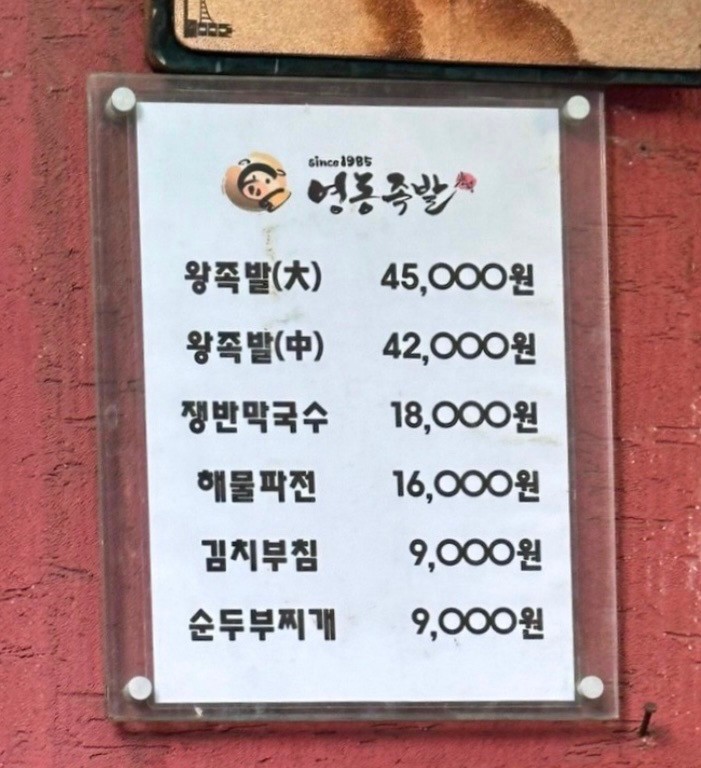 since1985
영동족발
왕족발(大) 45,000원
왕족발(中) 42,000원
쟁반막국수 18,000원
해물파전 16,000원
김치부침 9,000원
순두부찌개 9,000원